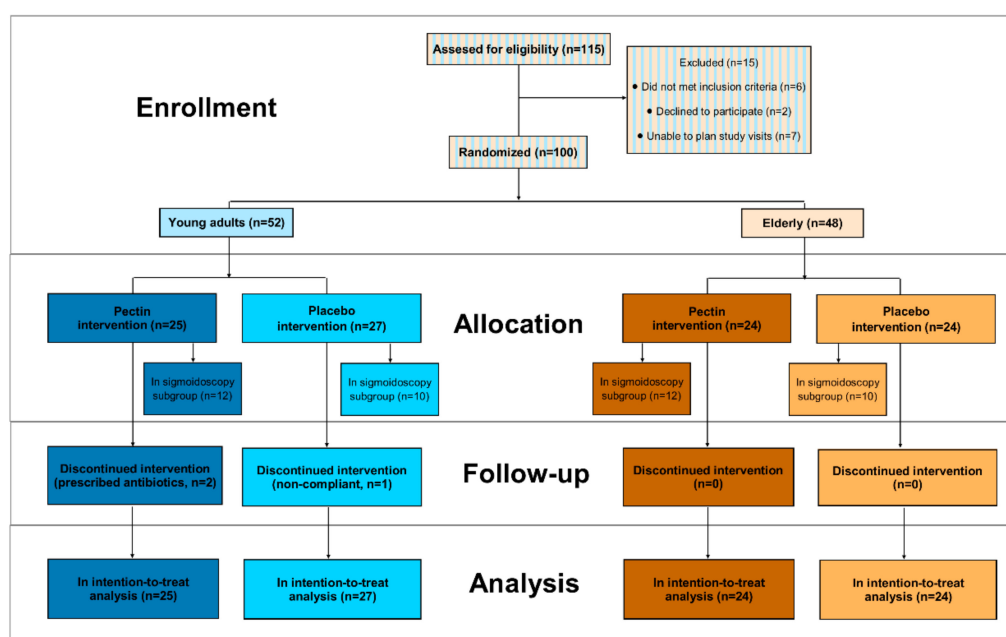 Assesed for eligibility (n=115)
Excluded (n=15)
● Did not met inclusion criteria (n=6)
● Declined to participate (n=2)
● Unable to plan study visits (n=7)
Enrollment
Randomized (n=100)
Young adults (n=52)
Elderly (n=48)
Pectin
intervention (n=25)
Placebo
intervention (n=27)
Allocation
Pectin
intervention (n=24)
Placebo
intervention (n=24)
In sigmoidoscopy
subgroup (n=12)
In sigmoidoscopy
subgroup (n=10)
In sigmoidoscopy
subgroup (n=12)
In sigmoidoscopy
subgroup (n=10)
Discontinued intervention
(prescribed antibiotics, n=2)
Discontinued intervention
(non-compliant, n=1)
Follow-up
Discontinued intervention
(n=0)
Discontinued intervention
(n=0)
In intention-to-treat
analysis (n=25)
In intention-to-treat
analysis (n=27)
Analysis
In intention-to-treat
analysis (n=24)
In intention-to-treat
analysis (n=24)